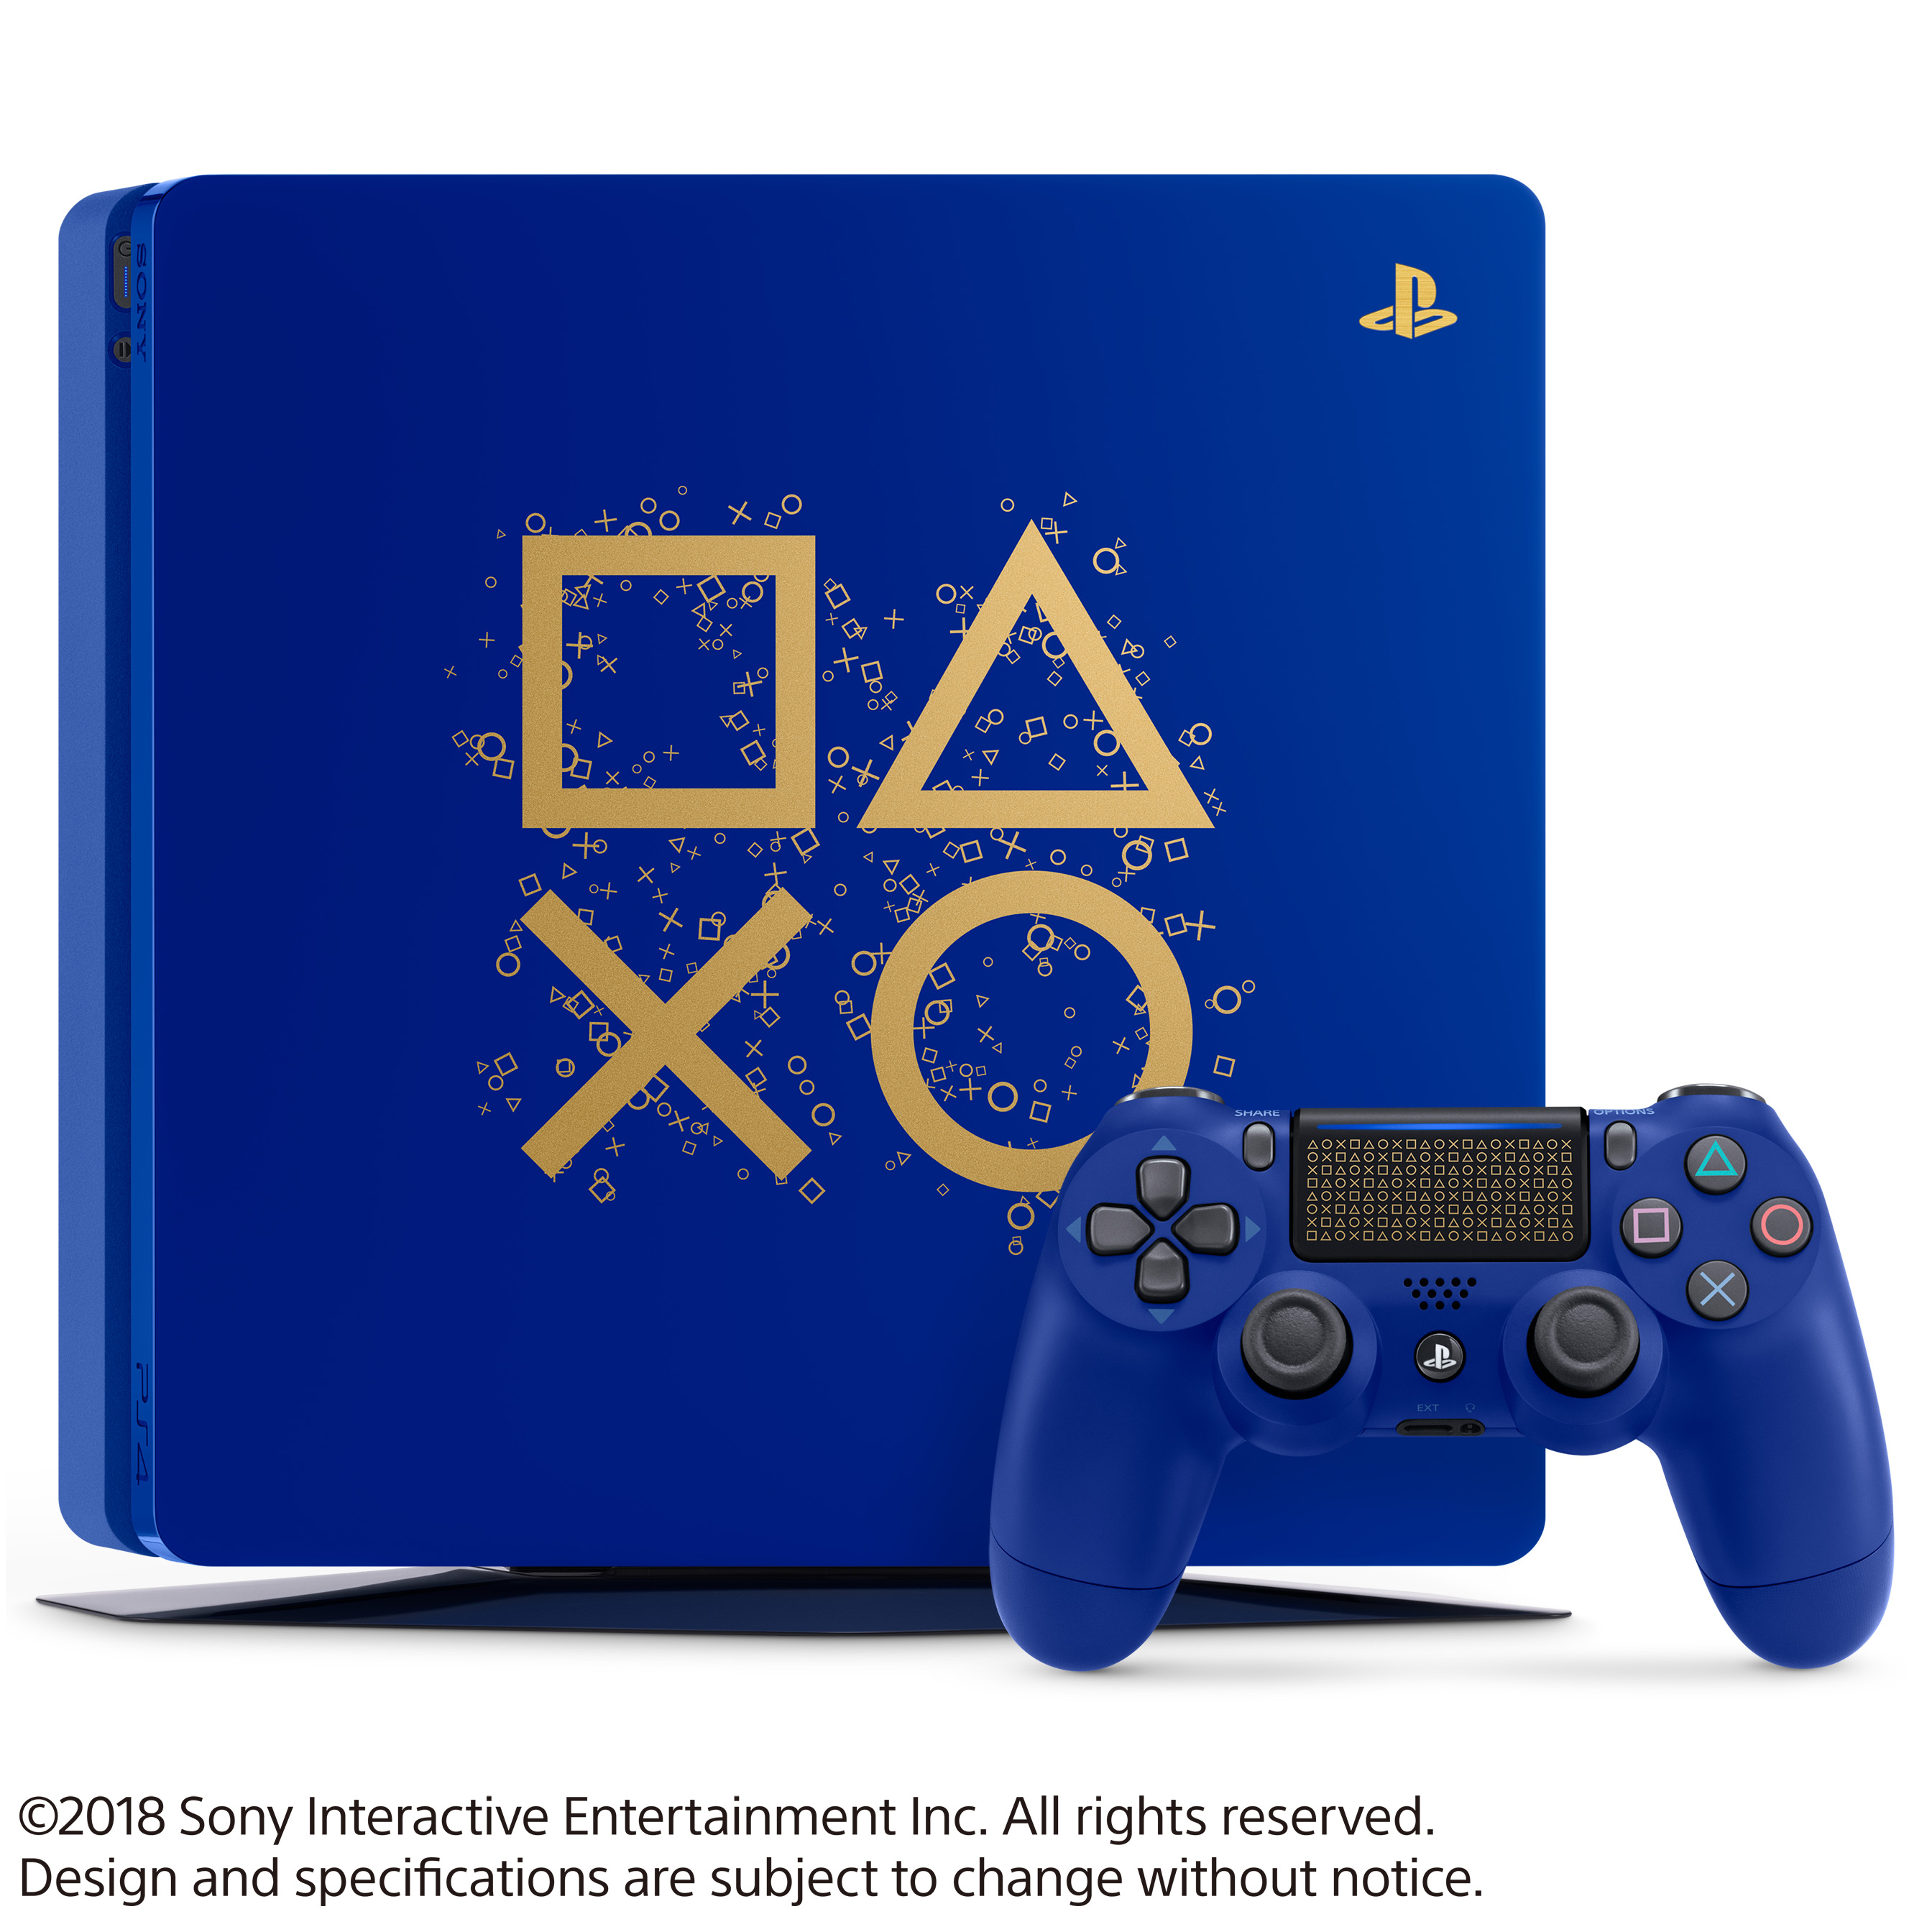 SONY
PS4
SHARE
OPTIONS
EXT
©2018 Sony Interactive Entertainment Inc. All rights reserved.
Design and specifications are subject to change without notice.